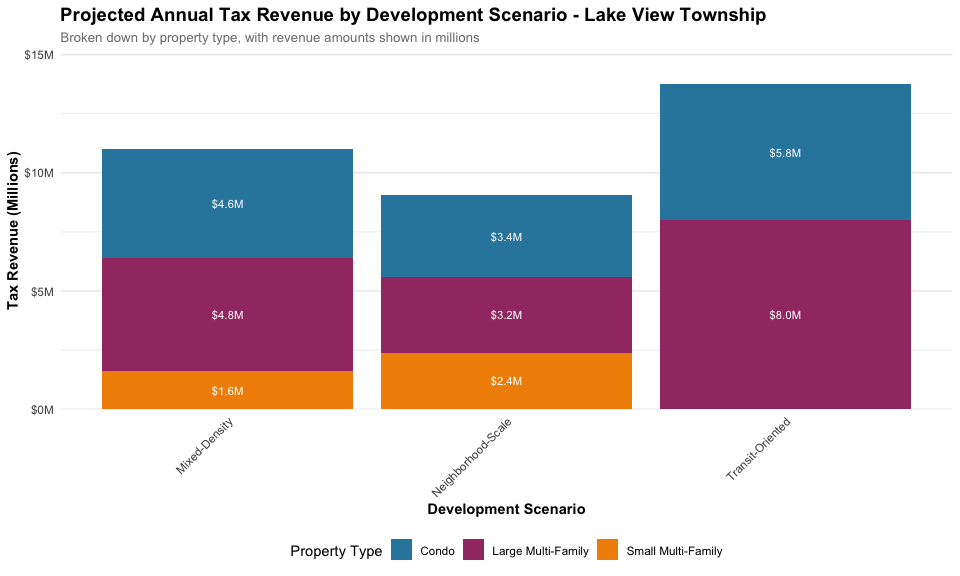 Projected Annual Tax Revenue by Development Scenario - Lake View Township
Broken down by property type, with revenue amounts shown in millions
Tax Revenue (Millions)
$15M
$10M
$5M
$0M
$4.6M
$4.8M
$1.6M
$3.4M
$3.2M
$2.4M
$5.8M
$8.0M
Mixed-Density
Neighborhood-Scale
Transit-Oriented
Development Scenario
Property Type Condo Large Multi-Family Small Multi-Family